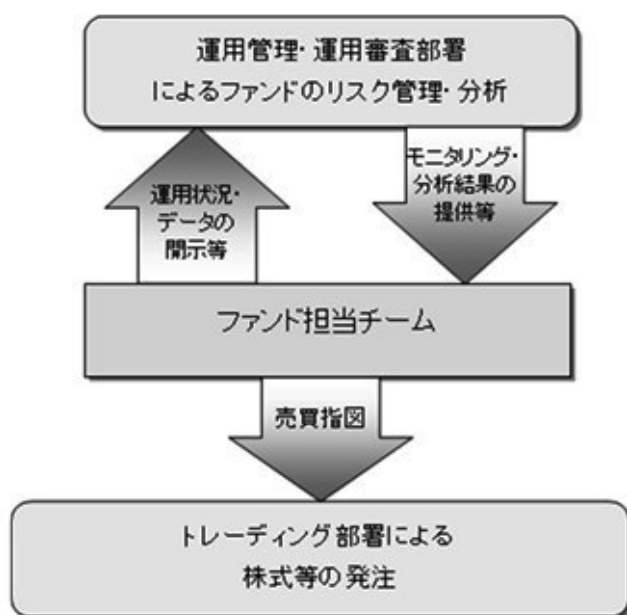 運用管理・運用審査部署
によるファンドのリスク管理・分析
運用状況・
データの
開示等
モニタリング・
分析結果の
提供等
ファンド担当チーム
売買指図
トレーディング部署による
株式等の発注